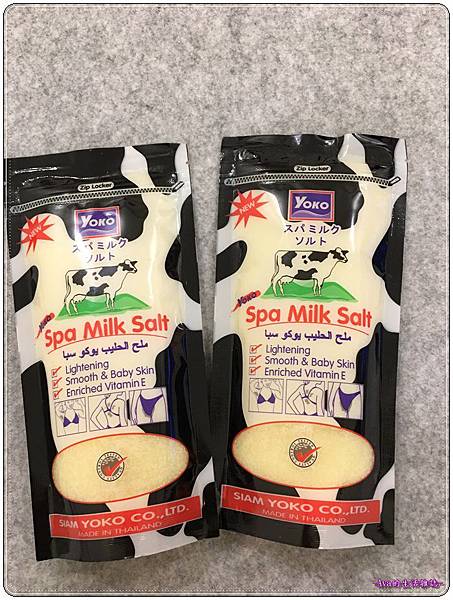 Zip Locker
NEW
YOKO
スパミルク
ソルト
Yoko
Spa Milk Salt
ملح الحليب يوكو سبا
Lightening
Smooth & Baby Skin
Enriched Vitamin E
SIAM YOKO CO.,LTD.
MADE IN THAILAND
Zip Locker
NEW
YOKO
スパミルク
ソルト
Yoko
Spa Milk Salt
ملح الحليب يوكو سبا
Lightening
Smooth & Baby Skin
Enriched Vitamin E
SIAM YOKO CO.,LTD.
MADE IN THAILAND